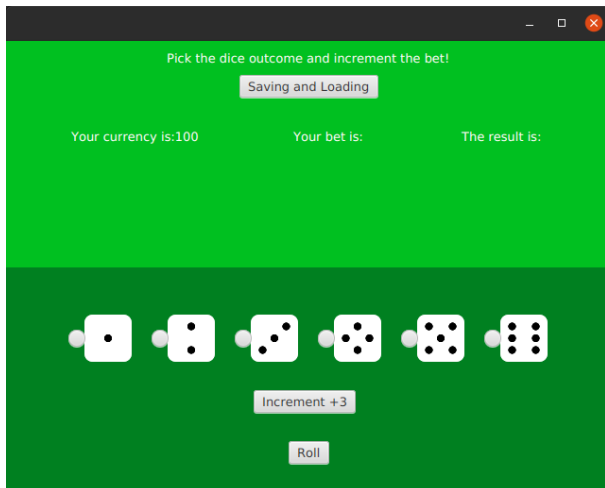 Pick the dice outcome and increment the bet!
Saving and Loading
Your currency is:100
Your bet is:
The result is:
Increment +3
Roll